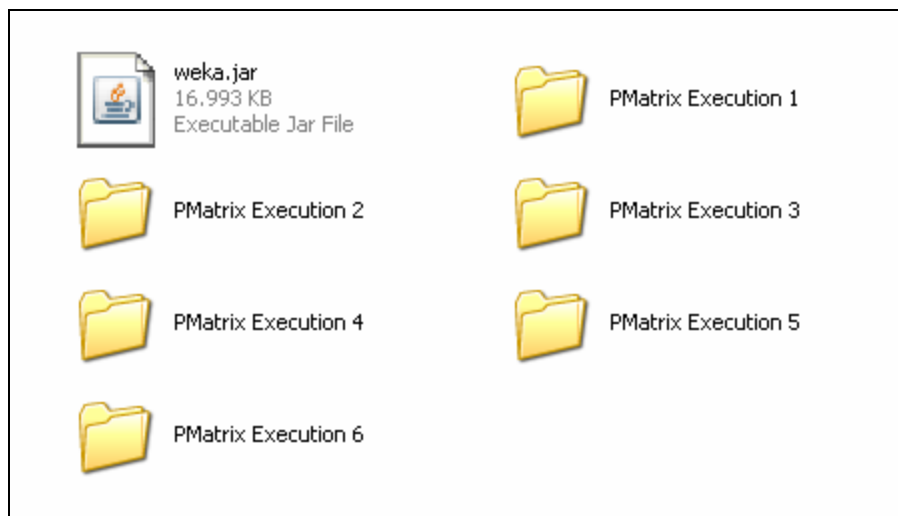 weka.jar
16.993 KB
Executable Jar File
PMatrix Execution 1
PMatrix Execution 2
PMatrix Execution 3
PMatrix Execution 4
PMatrix Execution 5
PMatrix Execution 6